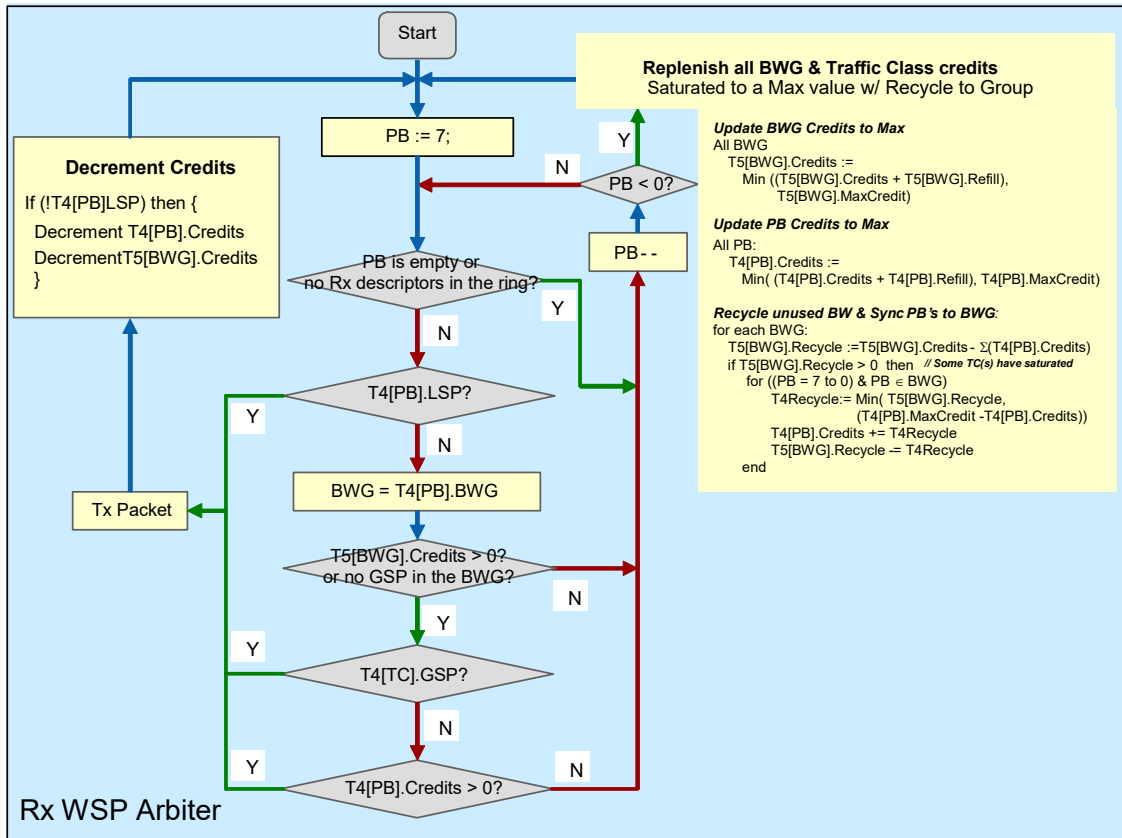 Start
Replenish all BWG & Traffic Class credits
Saturated to a Max value w/ Recycle to Group
PB := 7;
Y
N
PB < 0?
PB--
Update BWG Credits to Max
All BWG
T5[BWG].Credits :=
Min ((T5[BWG].Credits + T5[BWG].Refill),
T5[BWG].MaxCredit)
Update PB Credits to Max
All PB:
T4[PB].Credits :=
Min( (T4[PB].Credits + T4[PB].Refill), T4[PB].MaxCredit)
Recycle unused BW & Sync PB's to BWG:
for each BWG:
T5[BWG].Recycle :=T5[BWG].Credits - Σ(T4[PB].Credits)
if T5[BWG].Recycle > 0 then // Some TC(s) have saturated
for ((PB = 7 to 0) & PB ∈ BWG)
T4Recycle:= Min( T5[BWG].Recycle,
(T4[PB].MaxCredit -T4[PB].Credits))
T4[PB].Credits += T4Recycle
T5[BWG].Recycle -= T4Recycle
end
Decrement Credits
If (!T4[PB]LSP) then {
Decrement T4[PB].Credits
DecrementT5[BWG].Credits
}
PB is empty or
no Rx descriptors in the ring?
Y
N
T4[PB].LSP?
Y
N
BWG = T4[PB].BWG
Tx Packet
T5[BWG].Credits > 0?
or no GSP in the BWG?
N
Y
Y
T4[TC].GSP?
N
Y
T4[PB].Credits > 0?
N
Rx WSP Arbiter